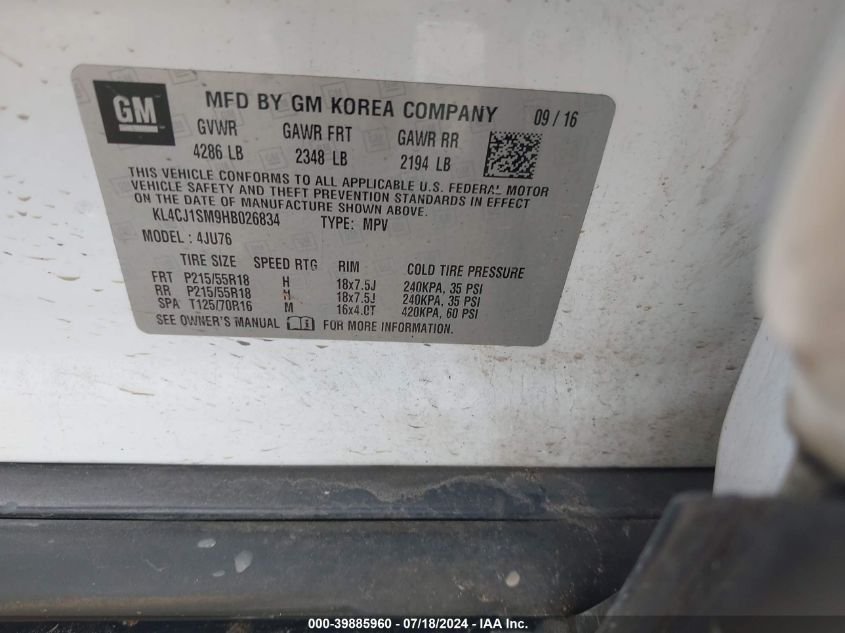 GM MFD BY GM KOREA COMPANY 09 / 16
GVWR GAWR FRT GAWR RR
4286 LB 2348 LB 2194 LB
THIS VEHICLE CONFORMS TO ALL APPLICABLE U.S. FEDERAL MOTOR
VEHICLE SAFETY AND THEFT PREVENTION STANDARDS IN EFFECT
ON THE DATE OF MANUFACTURE SHOWN ABOVE.
KL4CJ1SM9HB026834 TYPE: MPV
MODEL : 4JU76
TIRE SIZE SPEED RTG RIM COLD TIRE PRESSURE
FRT P215/55R18 H 18x7.5J 240KPA, 35 PSI
RR P215/55R18 H 18x7.5J 240KPA, 35 PSI
SPA T125/70R16 M 16x4.0T 420KPA, 60 PSI
SEE OWNER'S MANUAL FOR MORE INFORMATION.
000-39885960 - 07/18/2024 - IAA Inc.